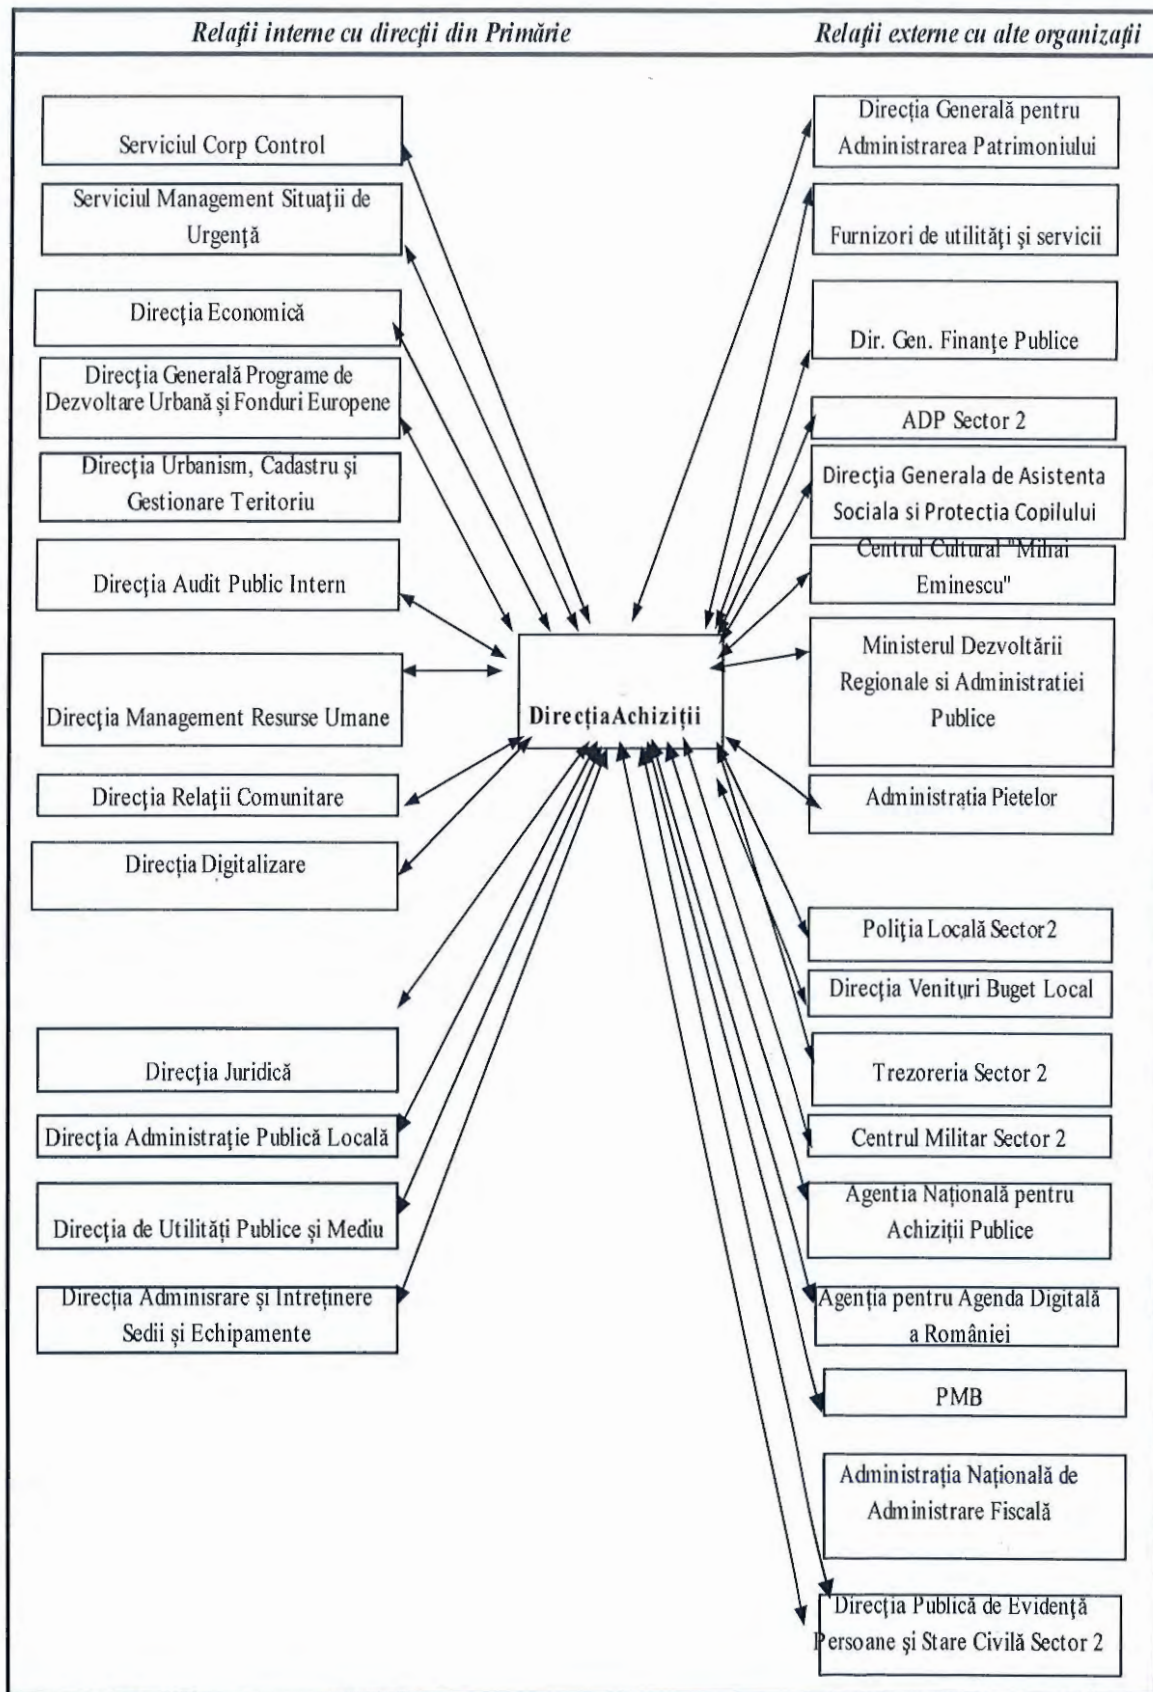 Relații interne cu direcții din Primărie
Relații externe cu alte organizații
Serviciul Corp Control
Serviciul Management Situații de
Urgență
Direcția Economică
Direcția Generală Programe de
Dezvoltare Urbană și Fonduri Europene
Direcția Urbanism, Cadastru și
Gestionare Teritoriu
Direcția Audit Public Intern
Direcția Management Resurse Umane
Direcția Relații Comunitare
Direcția Digitalizare
Direcția Juridică
Direcția Administrație Publică Locală
Direcția de Utilități Publice și Mediu
Direcția Adminisrare și Intreținere
Sedii și Echipamente
Direcția Achiziții
Direcția Generală pentru
Administrarea Patrimoniului
Furnizori de utilități și servicii
Dir. Gen. Finanțe Publice
ADP Sector 2
Direcția Generala de Asistenta
Sociala si Protectia Copilului
Centrul Cultural "Mihai
Eminescu"
Ministerul Dezvoltării
Regionale si Administratiei
Publice
Administratia Pietelor
Poliția Locală Sector2
Direcția Venituri Buget Local
Trezoreria Sector 2
Centrul Militar Sector 2
Agentia Națională pentru
Achiziții Publice
Agenția pentru Agenda Digitală
a României
PMB
Administrația Națională de
Administrare Fiscală
Direcția Publică de Evidență
Persoane și Stare Civilă Sector 2